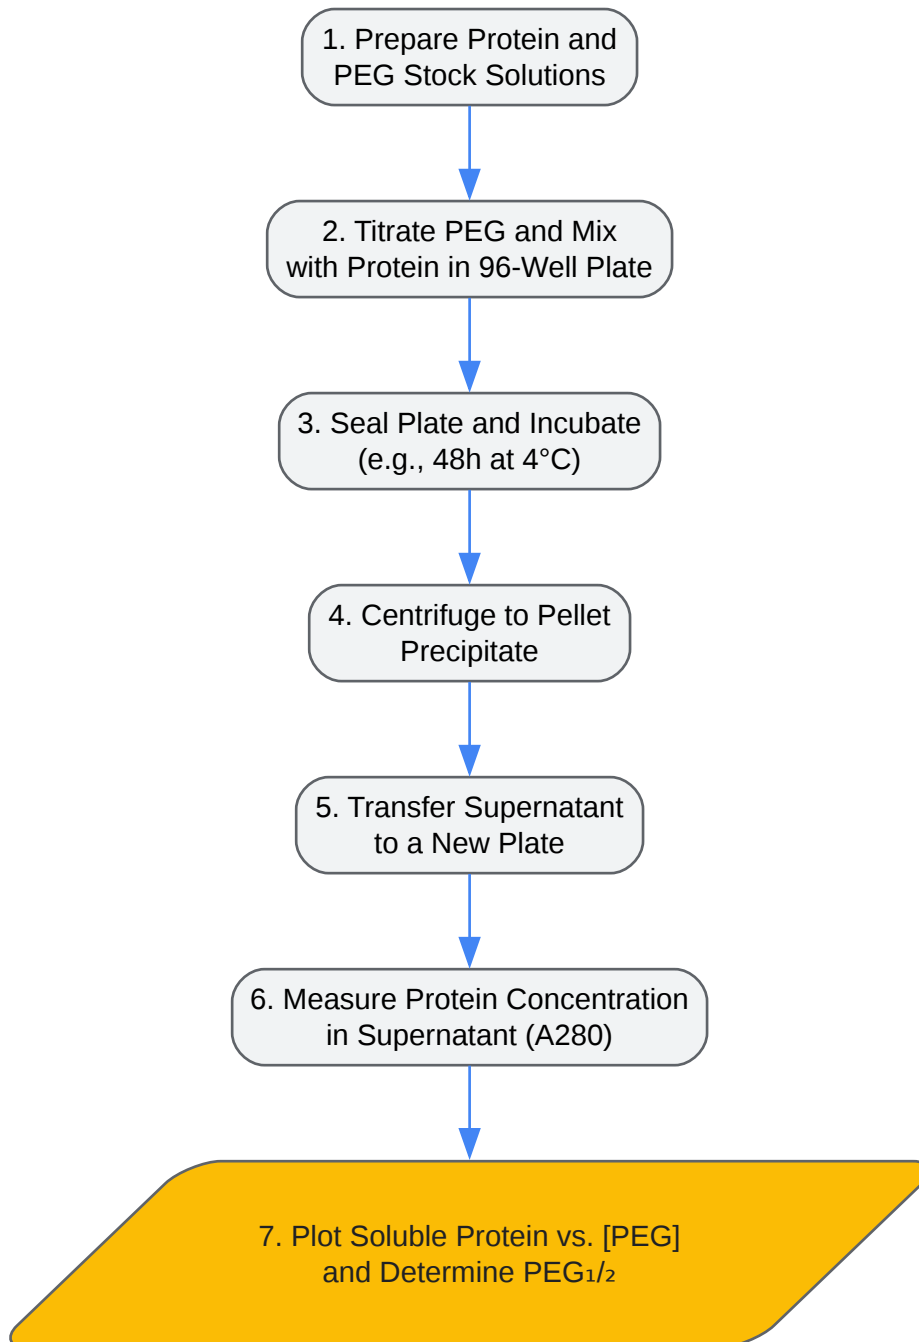 1. Prepare Protein and
PEG Stock Solutions
2. Titrate PEG and Mix
with Protein in 96-Well Plate
3. Seal Plate and Incubate
(e.g., 48h at 4°C)
4. Centrifuge to Pellet
Precipitate
5. Transfer Supernatant
to a New Plate
6. Measure Protein Concentration
in Supernatant (A280)
7. Plot Soluble Protein vs. [PEG]
and Determine PEG₁/₂